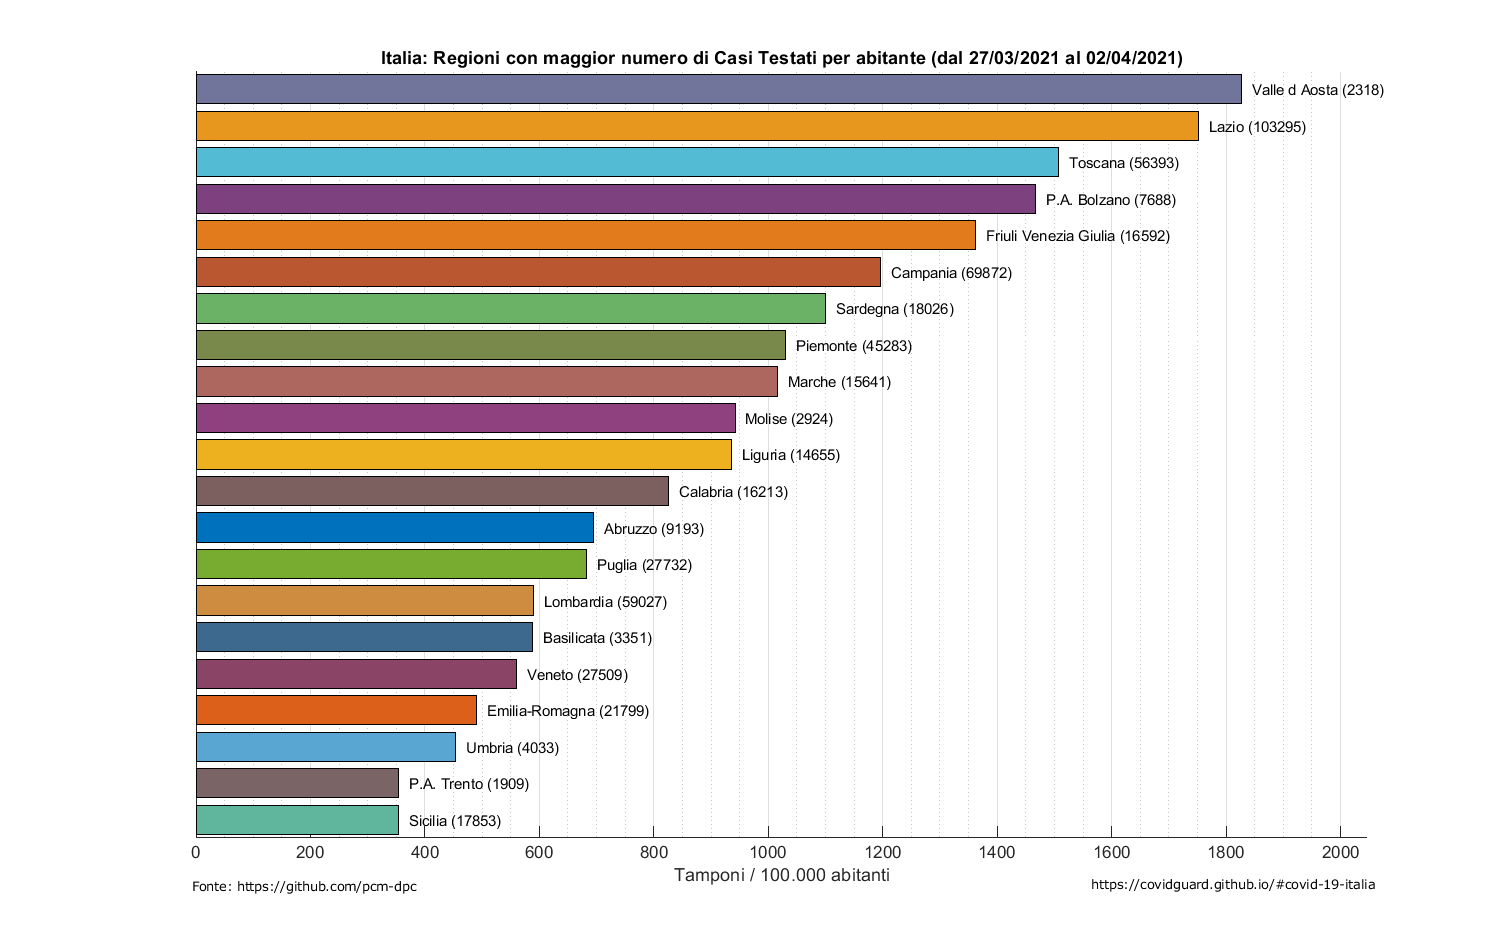 Italia: Regioni con maggior numero di Casi Testati per abitante (dal 27/03/2021 al 02/04/2021)
Valle d Aosta (2318)
Lazio (103295)
Toscana (56393)
P.A. Bolzano (7688)
Friuli Venezia Giulia (16592)
Campania (69872)
Sardegna (18026)
Piemonte (45283)
Marche (15641)
Molise (2924)
Liguria (14655)
Calabria (16213)
Abruzzo (9193)
Puglia (27732)
Lombardia (59027)
Basilicata (3351)
Veneto (27509)
Emilia-Romagna (21799)
Umbria (4033)
P.A. Trento (1909)
Sicilia (17853)
0 200 400 600 800 1000 1200 1400 1600 1800 2000
Tamponi / 100.000 abitanti
Fonte: https://github.com/pcm-dpc
https://covidguard.github.io/#covid-19-italia